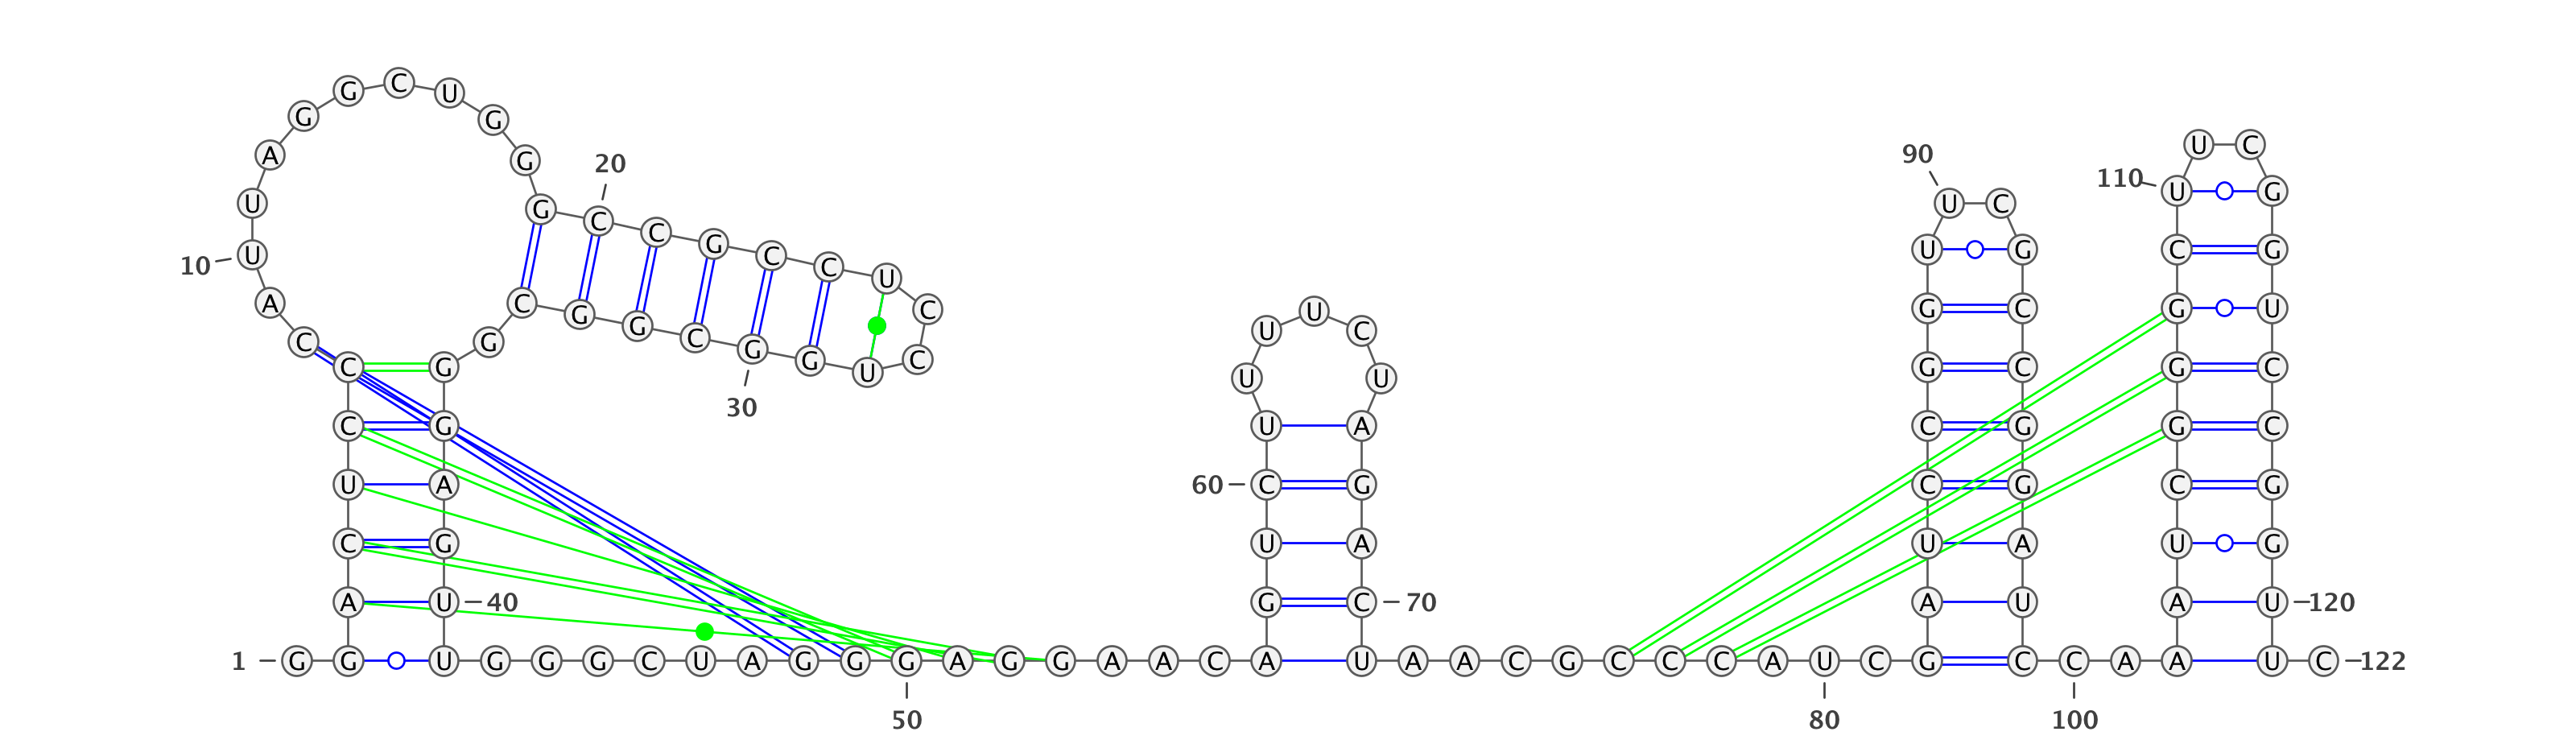 1
G G A C U C C C A U
10
U A G G C U G G G C
20
C G C C U C C U G G
30
C G G C G G G A G U
40
U G G G C U A G G G
50
A G G A A C A G U C
60
U U U U C U A G A C
70
U A A C G C C C A U
80
C G A U C C G G U U
90
C G C C G G A U C C
100
A A A U C G G G C U
110
U C G G U C C G G U
120
U C
122